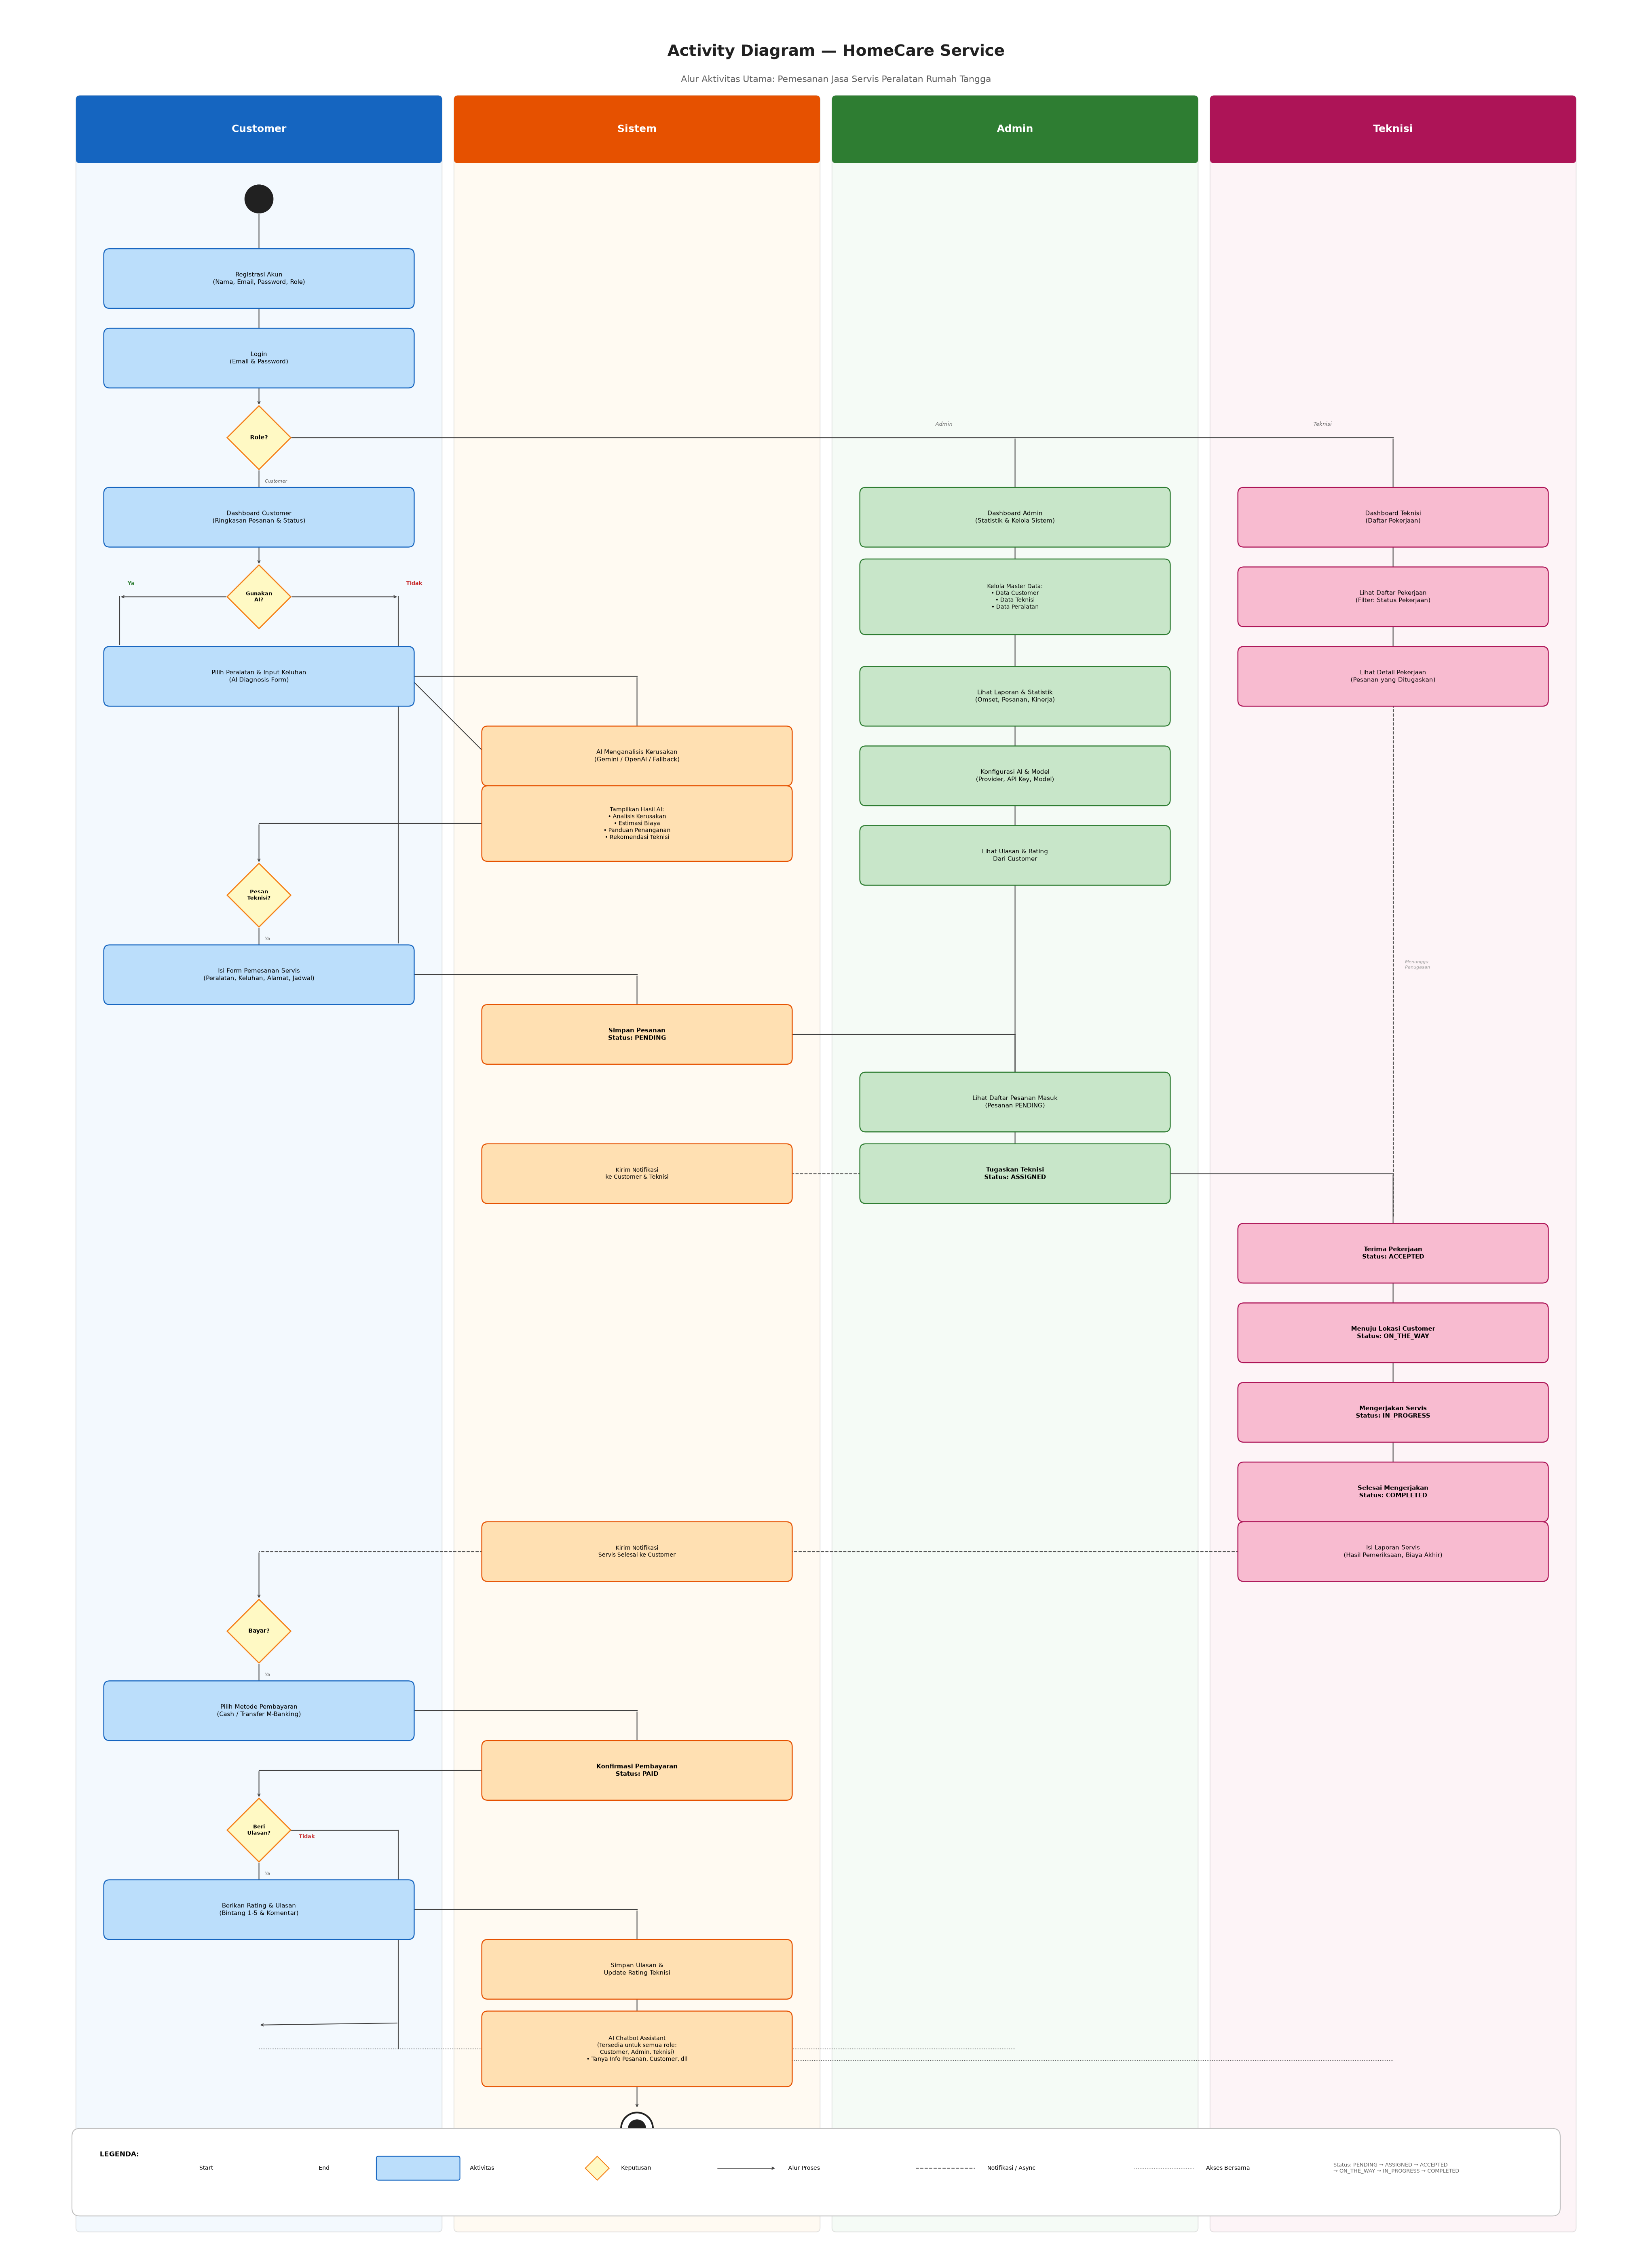 Activity Diagram — HomeCare Service
Alur Aktivitas Utama: Pemesanan Jasa Servis Peralatan Rumah Tangga
Customer
Sistem
Admin
Teknisi
Registrasi Akun
(Nama, Email, Password, Role)
Login
(Email & Password)
Role?
Admin
Teknisi
Customer
Dashboard Customer
(Ringkasan Pesanan & Status)
Dashboard Admin
(Statistik & Kelola Sistem)
Dashboard Teknisi
(Daftar Pekerjaan)
Ya
Gunakan
AI?
Tidak
Kelola Master Data:
• Data Customer
• Data Teknisi
• Data Peralatan
Lihat Daftar Pekerjaan
(Filter: Status Pekerjaan)
Pilih Peralatan & Input Keluhan
(AI Diagnosis Form)
Lihat Laporan & Statistik
(Omset, Pesanan, Kinerja)
Lihat Detail Pekerjaan
(Pesanan yang Ditugaskan)
AI Menganalisis Kerusakan
(Gemini / OpenAI / Fallback)
Konfigurasi AI & Model
(Provider, API Key, Model)
Tampilkan Hasil AI:
• Analisis Kerusakan
• Estimasi Biaya
• Panduan Penanganan
• Rekomendasi Teknisi
Lihat Ulasan & Rating
Dari Customer
Pesan
Teknisi?
Ya
Menunggu
Penugasan
Isi Form Pemesanan Servis
(Peralatan, Keluhan, Alamat, Jadwal)
Simpan Pesanan
Status: PENDING
Lihat Daftar Pesanan Masuk
(Pesanan PENDING)
Kirim Notifikasi
ke Customer & Teknisi
Tugaskan Teknisi
Status: ASSIGNED
Terima Pekerjaan
Status: ACCEPTED
Menuju Lokasi Customer
Status: ON_THE_WAY
Mengerjakan Servis
Status: IN_PROGRESS
Selesai Mengerjakan
Status: COMPLETED
Kirim Notifikasi
Servis Selesai ke Customer
Isi Laporan Servis
(Hasil Pemeriksaan, Biaya Akhir)
Bayar?
Ya
Pilih Metode Pembayaran
(Cash / Transfer M-Banking)
Konfirmasi Pembayaran
Status: PAID
Beri
Ulasan?
Tidak
Ya
Berikan Rating & Ulasan
(Bintang 1-5 & Komentar)
Simpan Ulasan &
Update Rating Teknisi
AI Chatbot Assistant
(Tersedia untuk semua role:
Customer, Admin, Teknisi)
• Tanya Info Pesanan, Customer, dll
LEGENDA:
Start
End
Aktivitas
Keputusan
Alur Proses
Notifikasi / Async
Akses Bersama
Status: PENDING → ASSIGNED → ACCEPTED
→ ON_THE_WAY → IN_PROGRESS → COMPLETED